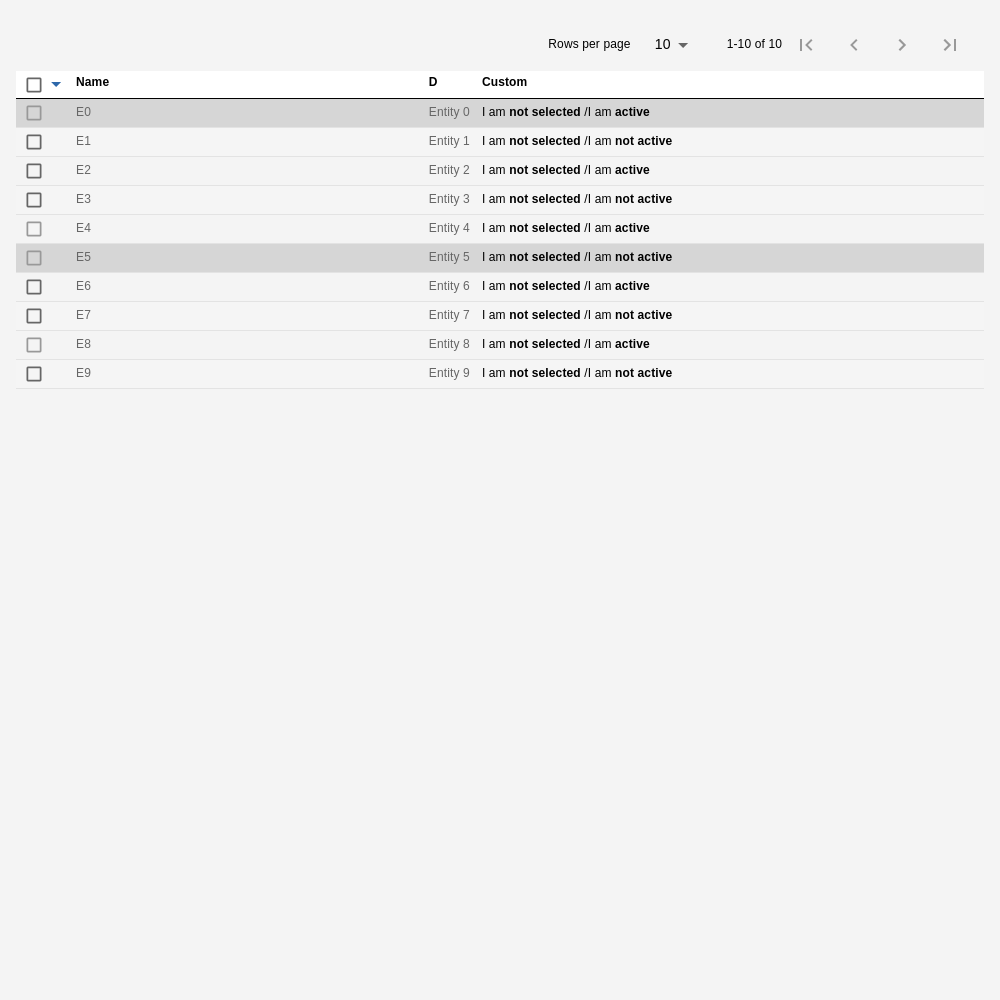 Rows per page 10 1-10 of 10
Name D Custom
E0 Entity 0 I am not selected /I am active
E1 Entity 1 I am not selected /I am not active
E2 Entity 2 I am not selected /I am active
E3 Entity 3 I am not selected /I am not active
E4 Entity 4 I am not selected /I am active
E5 Entity 5 I am not selected /I am not active
E6 Entity 6 I am not selected /I am active
E7 Entity 7 I am not selected /I am not active
E8 Entity 8 I am not selected /I am active
E9 Entity 9 I am not selected /I am not active